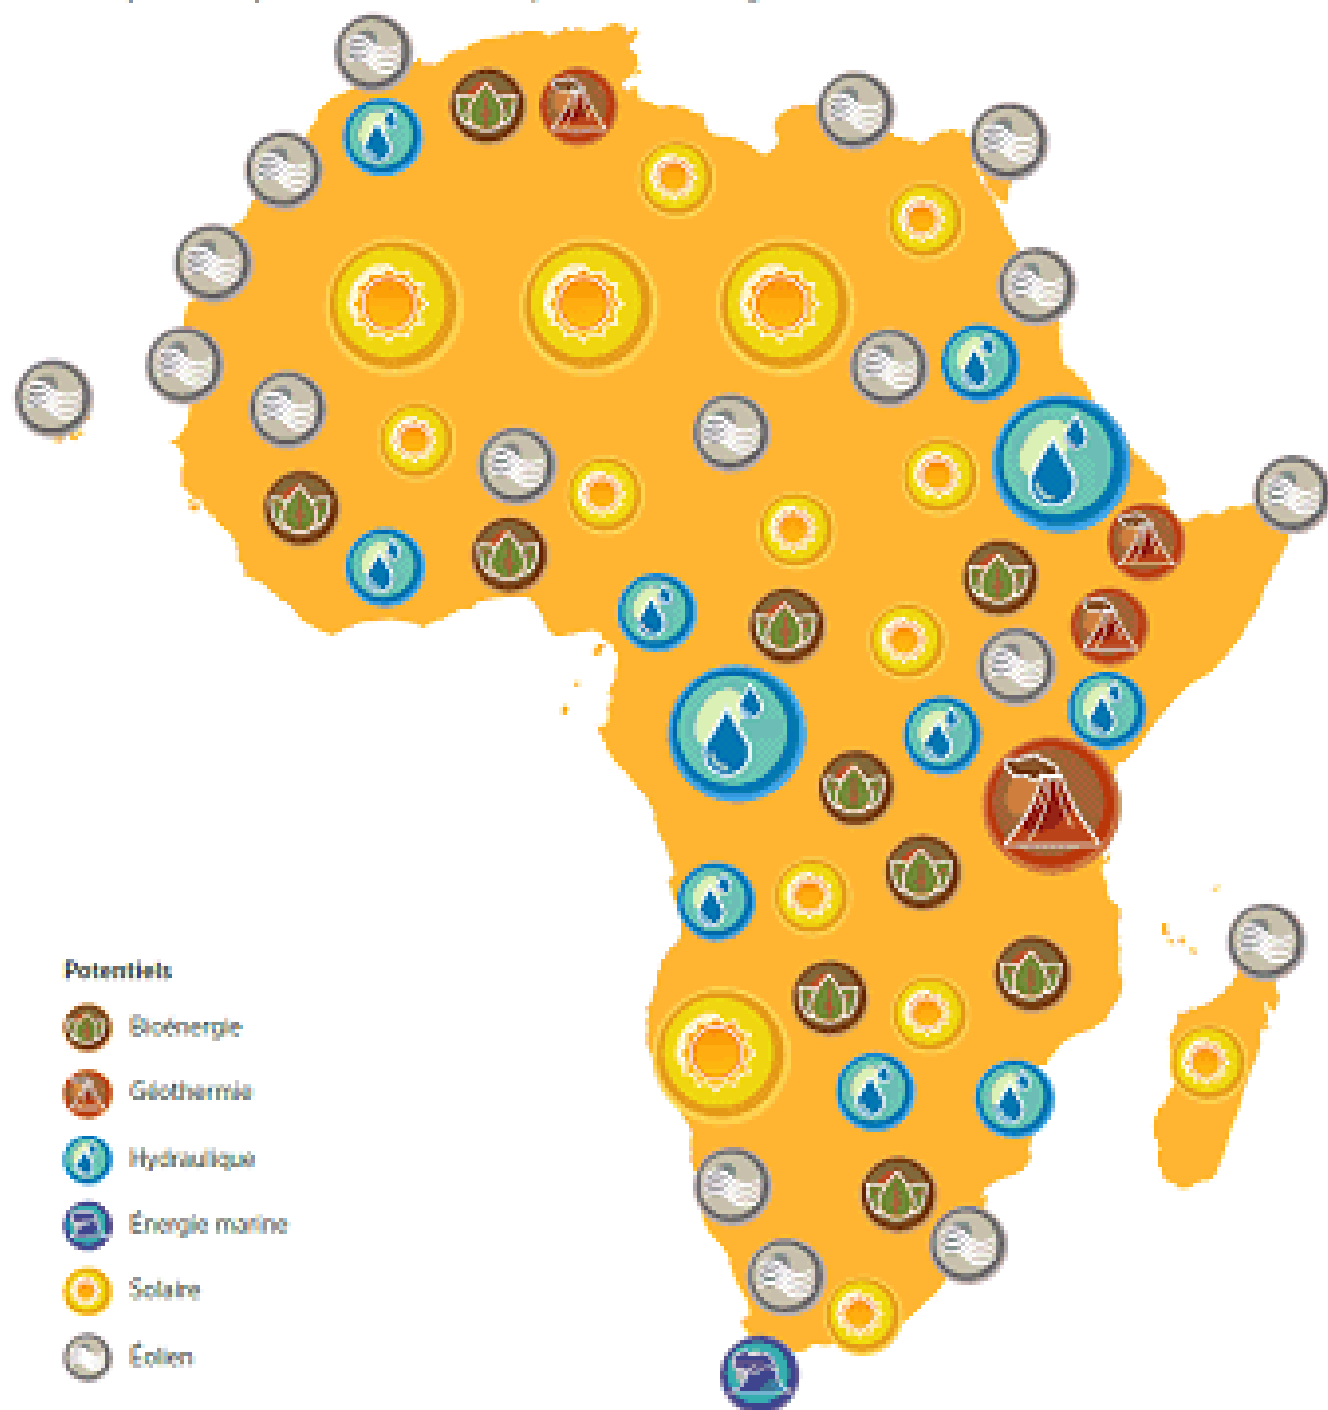 Potentiels
Bioénergie
Géothermie
Hydraulique
Énergie marine
Solaire
Éolien